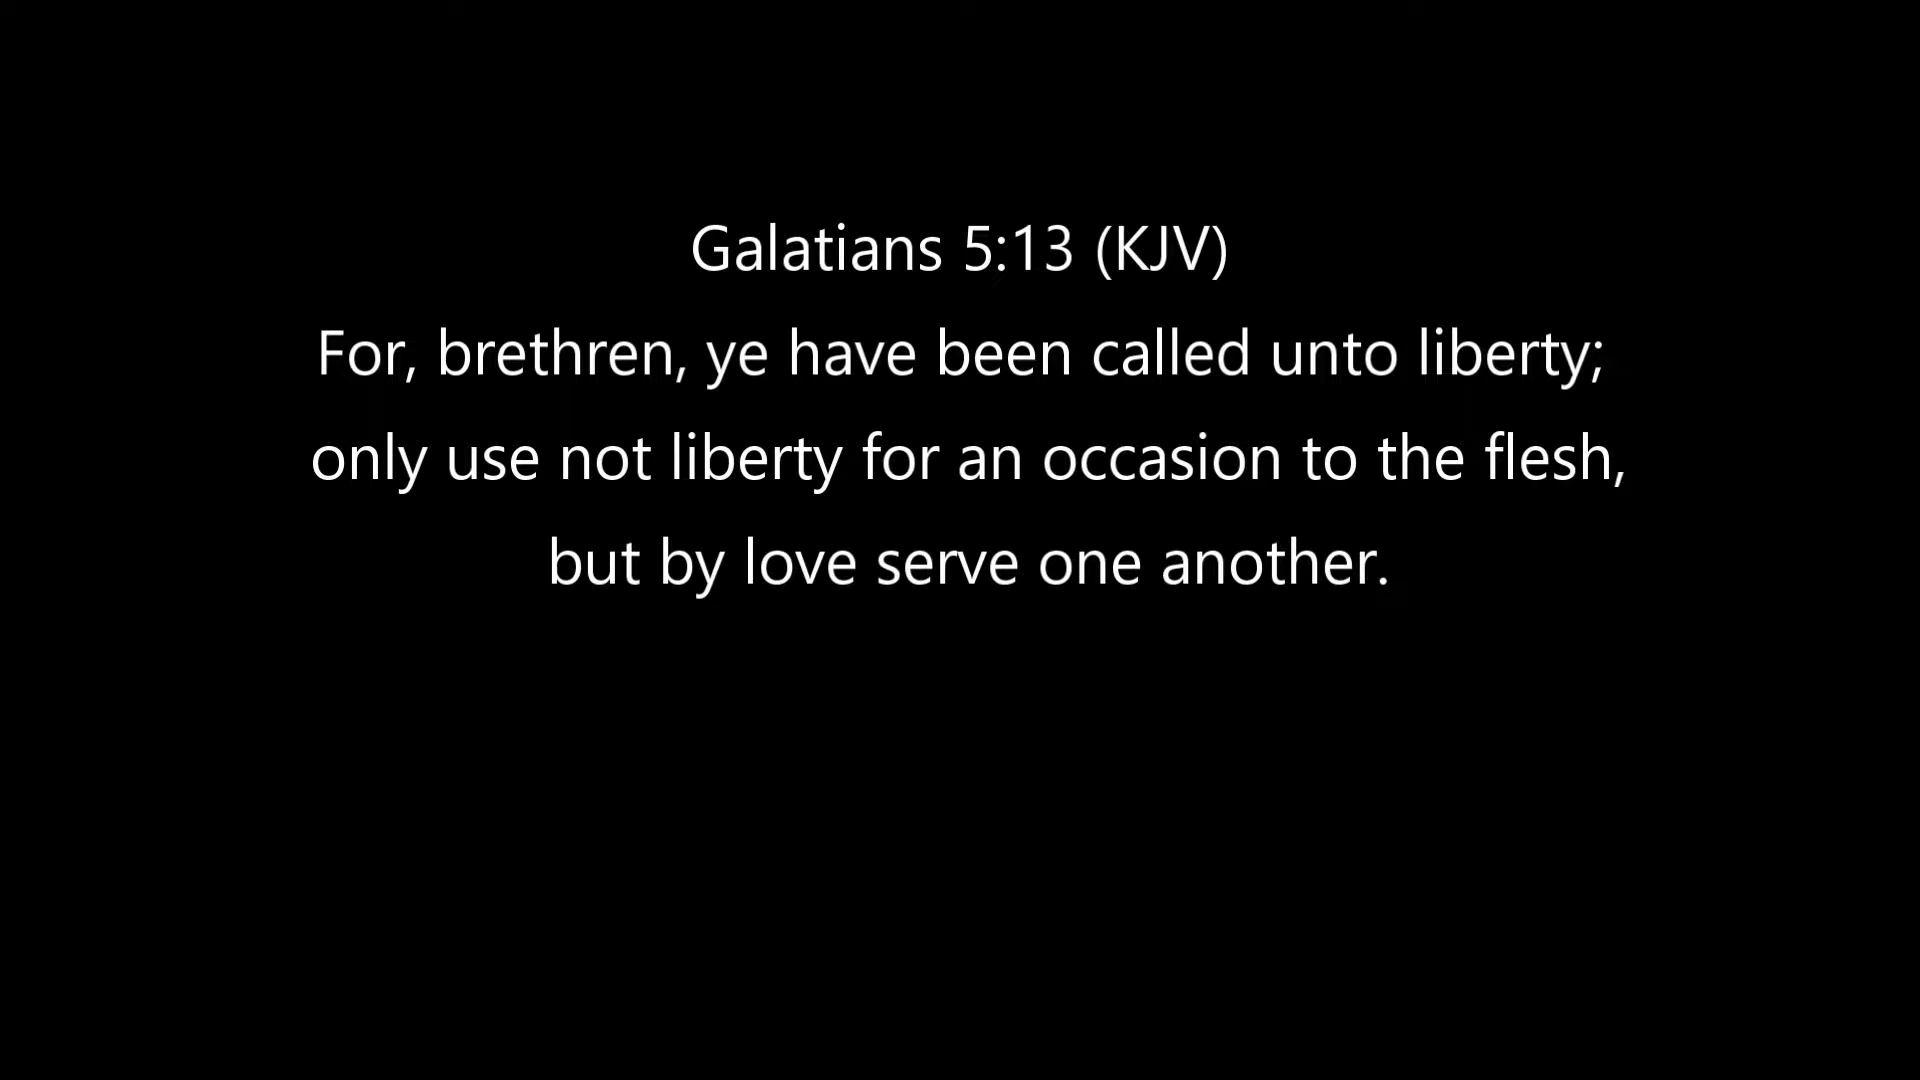 Galatians 5:13 (KJV)
For, brethren, ye have been called unto liberty;
only use not liberty for an occasion to the flesh,
but by love serve one another.